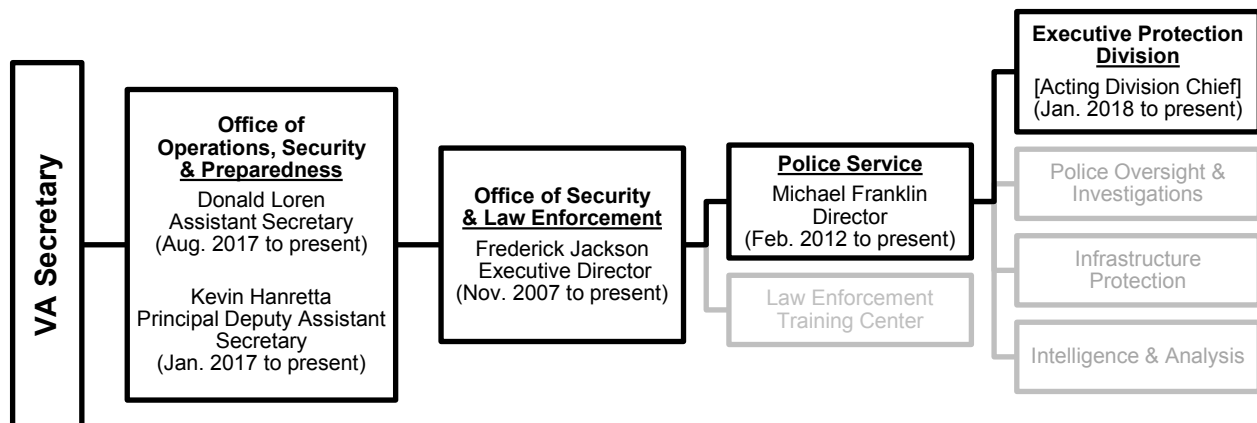 VA Secretary
Office of
Operations, Security
& Preparedness
Donald Loren
Assistant Secretary
(Aug. 2017 to present)
Kevin Hanretta
Principal Deputy Assistant
Secretary
(Jan. 2017 to present)
Office of Security
& Law Enforcement
Frederick Jackson
Executive Director
(Nov. 2007 to present)
Police Service
Michael Franklin
Director
(Feb. 2012 to present)
Law Enforcement
Training Center
Executive Protection
Division
[Acting Division Chief]
(Jan. 2018 to present)
Police Oversight &
Investigations
Infrastructure
Protection
Intelligence & Analysis